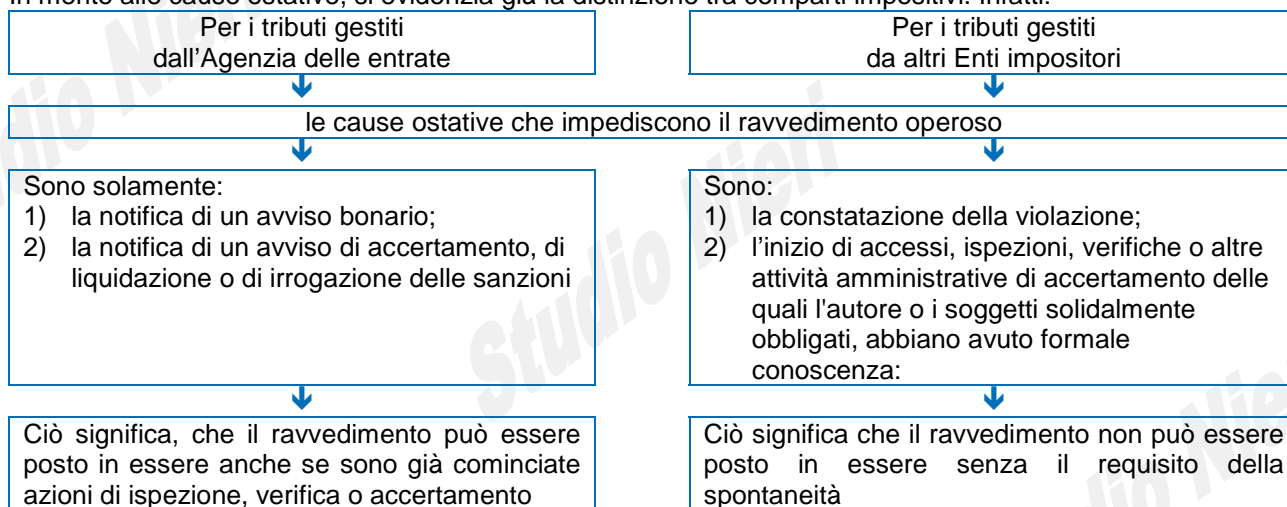 In merito alle cause ostative, si evidenzia già la distinzione tra comparti impositivi. Infatti:
Per i tributi gestiti
dall'Agenzia delle entrate
Per i tributi gestiti
da altri Enti impositori
le cause ostative che impediscono il ravvedimento operoso
Sono solamente:
1) la notifica di un avviso bonario;
2) la notifica di un avviso di accertamento, di
liquidazione o di irrogazione delle sanzioni
Sono:
1) la constatazione della violazione;
2) l'inizio di accessi, ispezioni, verifiche o altre
attività amministrative di accertamento delle
quali l'autore o i soggetti solidalmente
obbligati, abbiano avuto formale
conoscenza:
Ciò significa, che il ravvedimento può essere
posto in essere anche se sono già cominciate
azioni di ispezione, verifica o accertamento
Ciò significa che il ravvedimento non può essere
posto in essere senza il requisito della
spontaneità
Studio Nieri